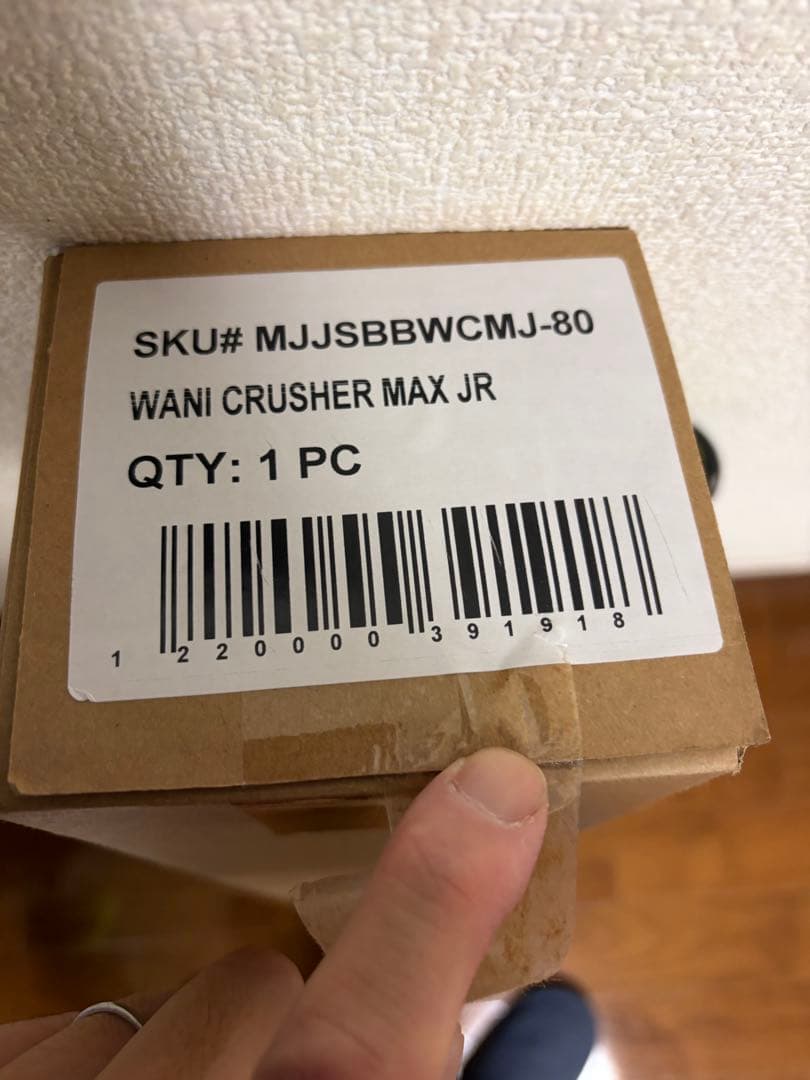 SKU# MJJSBBWCMJ-80
WANI CRUSHER MAX JR
QTY: 1 PC
1 220000 391918